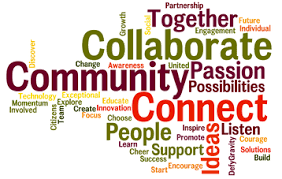 Partnership
Together
Growth
Social
Engagement
Future
Individual
Collaborate
Discover
Change
Awareness
United
Community
Passion
Possibilities
Technology
Exceptional
Momentum
Explore
Involved
Citizens
Team
Create
Educate
Innovation
Focus
Choose
Connect
People
Inspire
Promote
Listen
Courage
Solutions
Build
Learn
Cheer
Success
Support
Ideas
DefyGravity
Start
Encourage